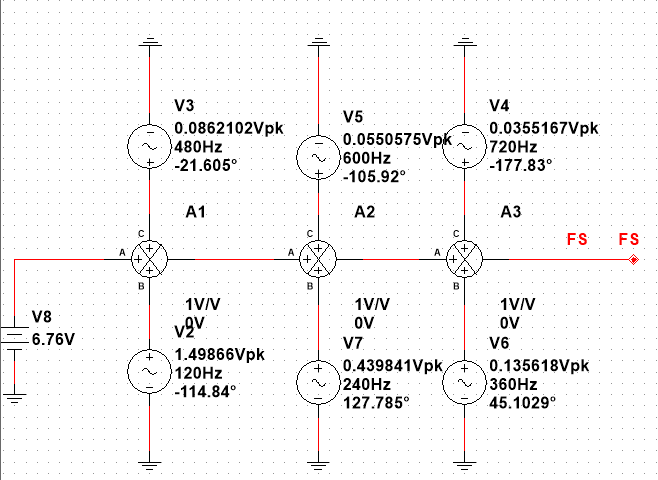 V3
0.0862102Vpk
480Hz
-21.605°
V5
0.0550575Vpk
600Hz
-105.92°
V4
0.0355167Vpk
720Hz
-177.83°
A1
A2
A3
C
C
C
A
A
A
B
B
B
FS
FS
V8
6.76V
1V/V
0V
1V/V
0V
1V/V
0V
V2
1.49866Vpk
120Hz
-114.84°
V7
0.439841Vpk
240Hz
127.785°
V6
0.135618Vpk
360Hz
45.1029°